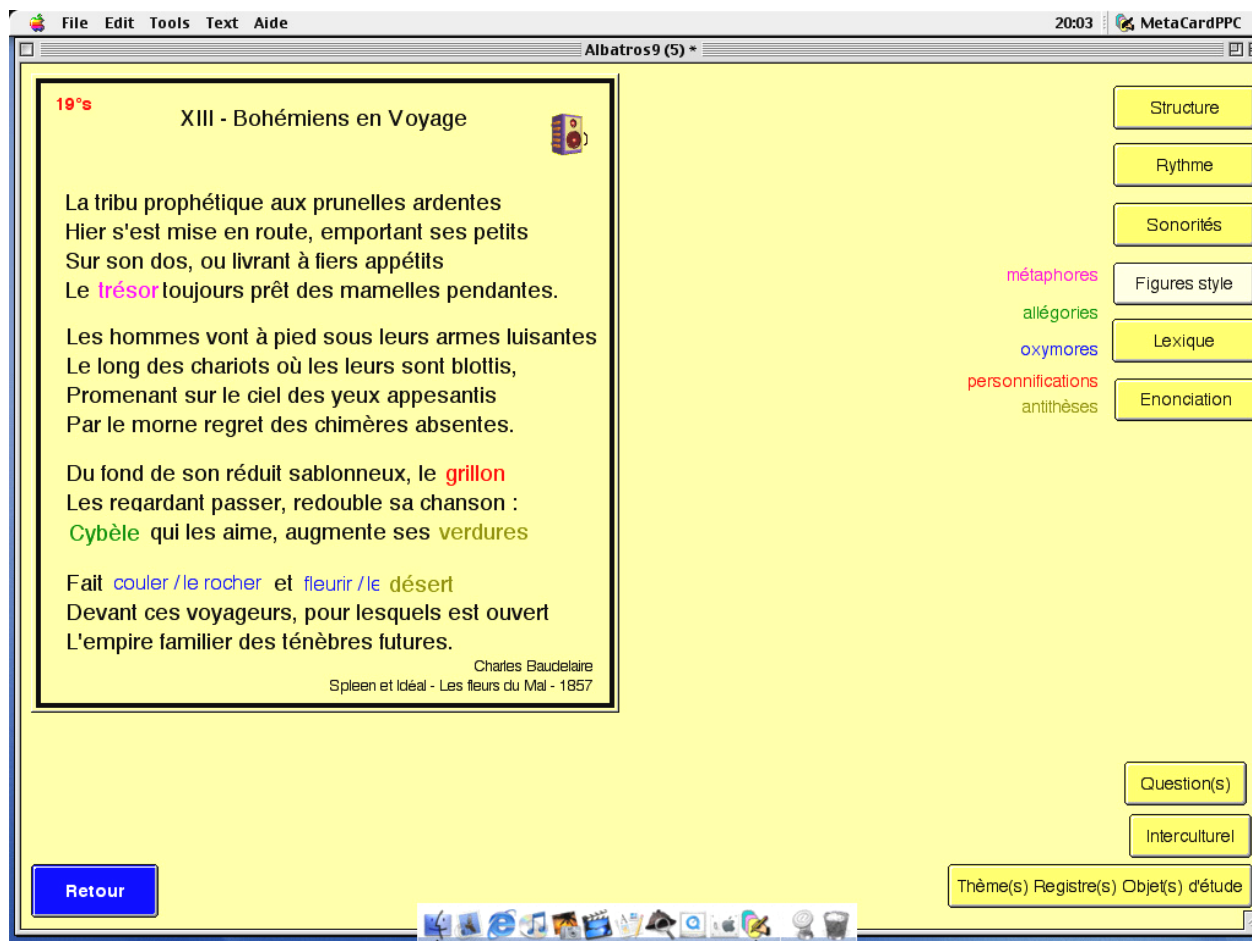 File Edit Tools Text Aide
20:03 MetaCardPPC
Albatros9 (5) *
19°s
XIII - Bohémiens en Voyage
La tribu prophétique aux prunelles ardentes
Hier s'est mise en route, emportant ses petits
Sur son dos, ou livrant à fiers appétits
Le trésor toujours prêt des mamelles pendantes.
Les hommes vont à pied sous leurs armes luisantes
Le long des chariots où les leurs sont blottis,
Promenant sur le ciel des yeux appesantis
Par le morne regret des chimères absentes.
Du fond de son réduit sablonneux, le grillon
Les regardant passer, redouble sa chanson :
Cybèle qui les aime, augmente ses verdures
Fait couler / le rocher et fleurir / le désert
Devant ces voyageurs, pour lesquels est ouvert
L'empire familier des ténèbres futures.
Charles Baudelaire
Spleen et Idéal - Les fleurs du Mal - 1857
Structure
Rythme
Sonorités
métaphores
Figures style
allégories
oxymores
Lexique
personnifications
antithèses
Enonciation
Question(s)
Interculturel
Thème(s) Registre(s) Objet(s) d'étude
Retour